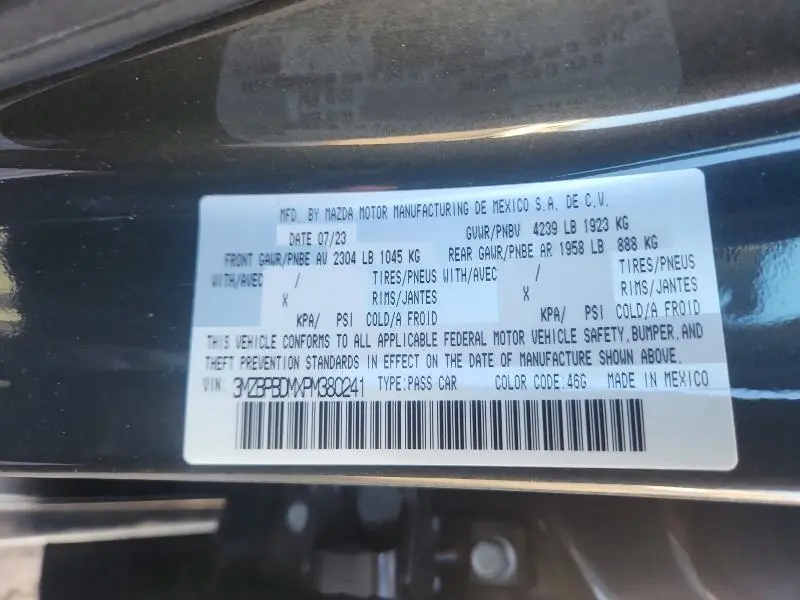 MFD. BY MAZDA MOTOR MANUFACTURING DE MEXICO S.A. DE C.V.
DATE 07/23 GVWR/PNBV 4239 LB 1923 KG
FRONT GAWR/PNBE AV 2304 LB 1045 KG REAR GAWR/PNBE AR 1958 LB 888 KG
WITH/AVEC / TIRES/PNEUS WITH/AVEC / TIRES/PNEUS
X RIMS/JANTES X RIMS/JANTES
KPA/ PSI COLD/A FROID KPA/ PSI COLD/A FROID
THIS VEHICLE CONFORMS TO ALL APPLICABLE FEDERAL MOTOR VEHICLE SAFETY, BUMPER, AND
THEFT PREVENTION STANDARDS IN EFFECT ON THE DATE OF MANUFACTURE SHOWN ABOVE.
VIN: 3MZBPBDMXPM380241 TYPE:PASS CAR COLOR CODE:46G MADE IN MEXICO